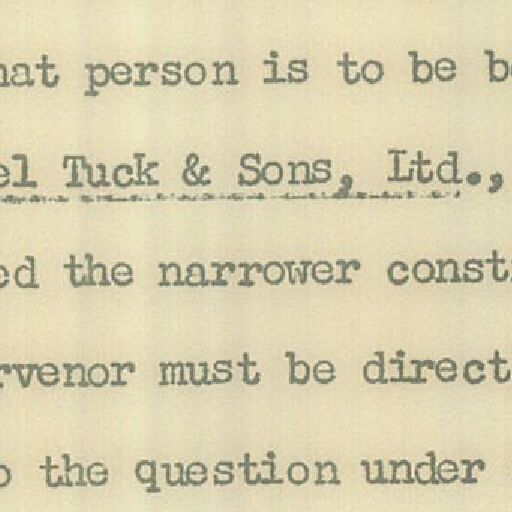 hat person is to be b
el Tuck & Sons, Ltd.,
ed the narrower const
rvenor must be direct
o the question under